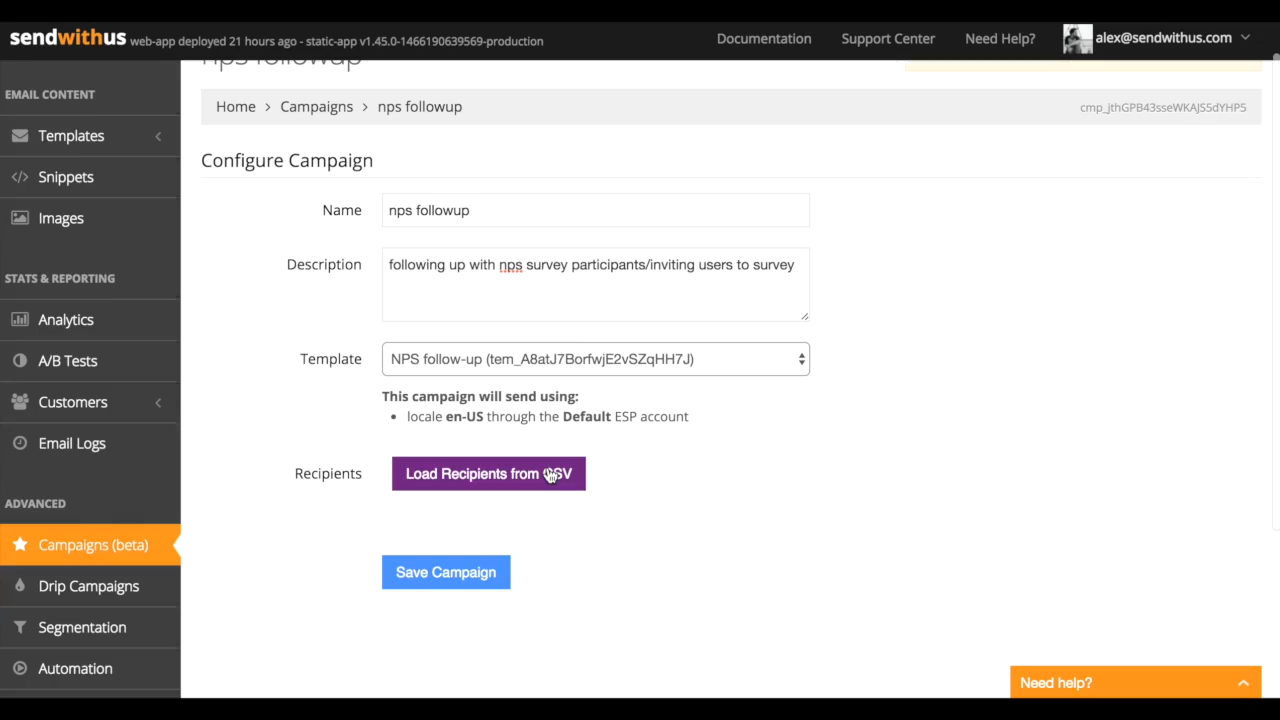 sendwithus web-app deployed 21 hours ago - static-app v1.45.0-1466190639569-production
Documentation
Support Center
Need Help?
alex@sendwithus.com
EMAIL CONTENT
Templates
Snippets
Images
STATS & REPORTING
Analytics
A/B Tests
Customers
Email Logs
ADVANCED
Campaigns (beta)
Drip Campaigns
Segmentation
Automation
nps followup
Home > Campaigns > nps followup
cmp_jthGPB43sseWKAJS5dYHP5
Configure Campaign
Name
nps followup
Description
following up with nps survey participants/inviting users to survey
Template
NPS follow-up (tem_A8atJ7BorfwjE2vSZqHH7J)
This campaign will send using:
• locale en-US through the Default ESP account
Recipients
Load Recipients from CSV
Save Campaign
Need help?